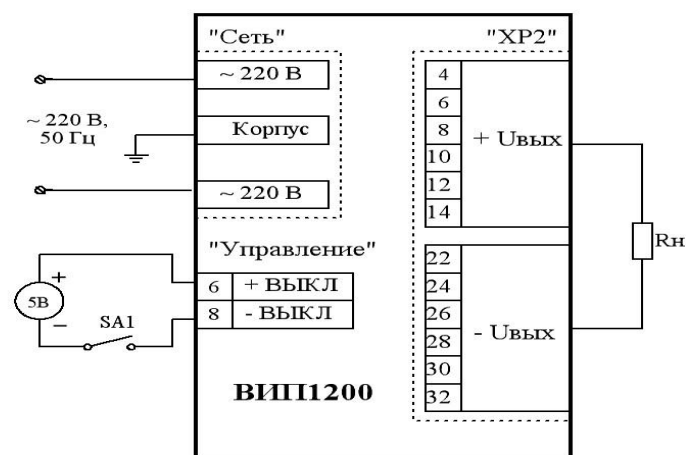 "Сеть"
~ 220 В
Корпус
~ 220 В
~ 220 В,
50 Гц
"Управление"
6 + ВЫКЛ
8 - ВЫКЛ
+
5В
−
SA1
"XP2"
4
6
8
10
12
14
+ Uвых
22
24
26
28
30
32
- Uвых
Rн
ВИП1200